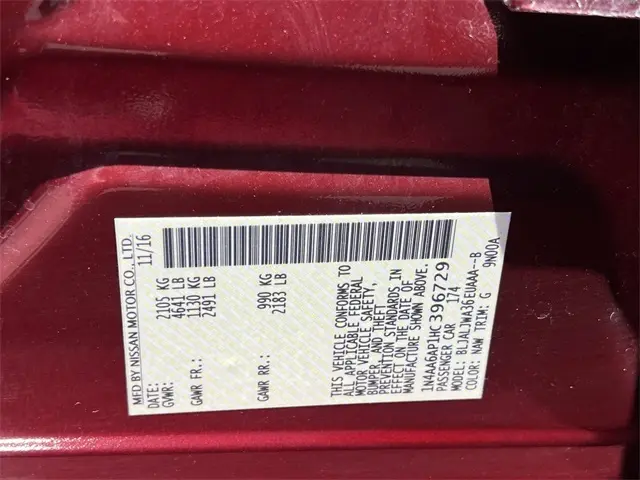 MFD BY NISSAN MOTOR CO., LTD.
DATE: 11/16
GVWR: 2105 KG
4641 LB
GAWR FR.: 1130 KG
2491 LB
GAWR RR.: 990 KG
2183 LB
THIS VEHICLE CONFORMS TO
ALL APPLICABLE FEDERAL
MOTOR VEHICLE SAFETY,
BUMPER, AND THEFT
PREVENTION STANDARDS IN
EFFECT ON THE DATE OF
MANUFACTURE SHOWN ABOVE.
1N4AA6AP1HC396729
PASSENGER CAR 174
MODEL: BLJALJWA36EUAAA--B
COLOR: NAW TRIM: G 9N00A